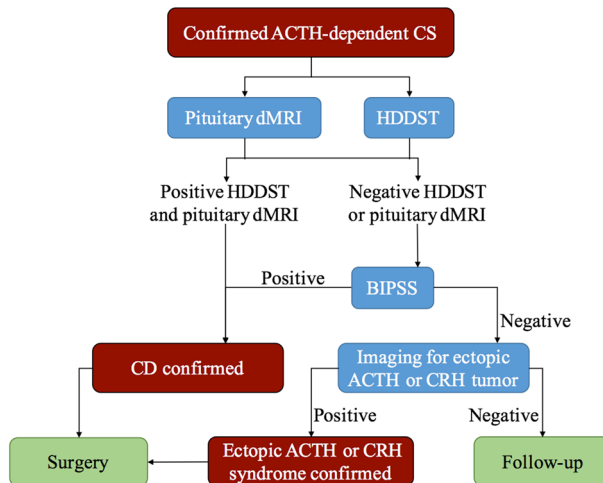 Confirmed ACTH-dependent CS
Pituitary dMRI
HDDST
Positive HDDST
and pituitary dMRI
Negative HDDST
or pituitary dMRI
Positive
BIPSS
Negative
CD confirmed
Imaging for ectopic
ACTH or CRH tumor
Positive
Negative
Surgery
Ectopic ACTH or CRH
syndrome confirmed
Follow-up